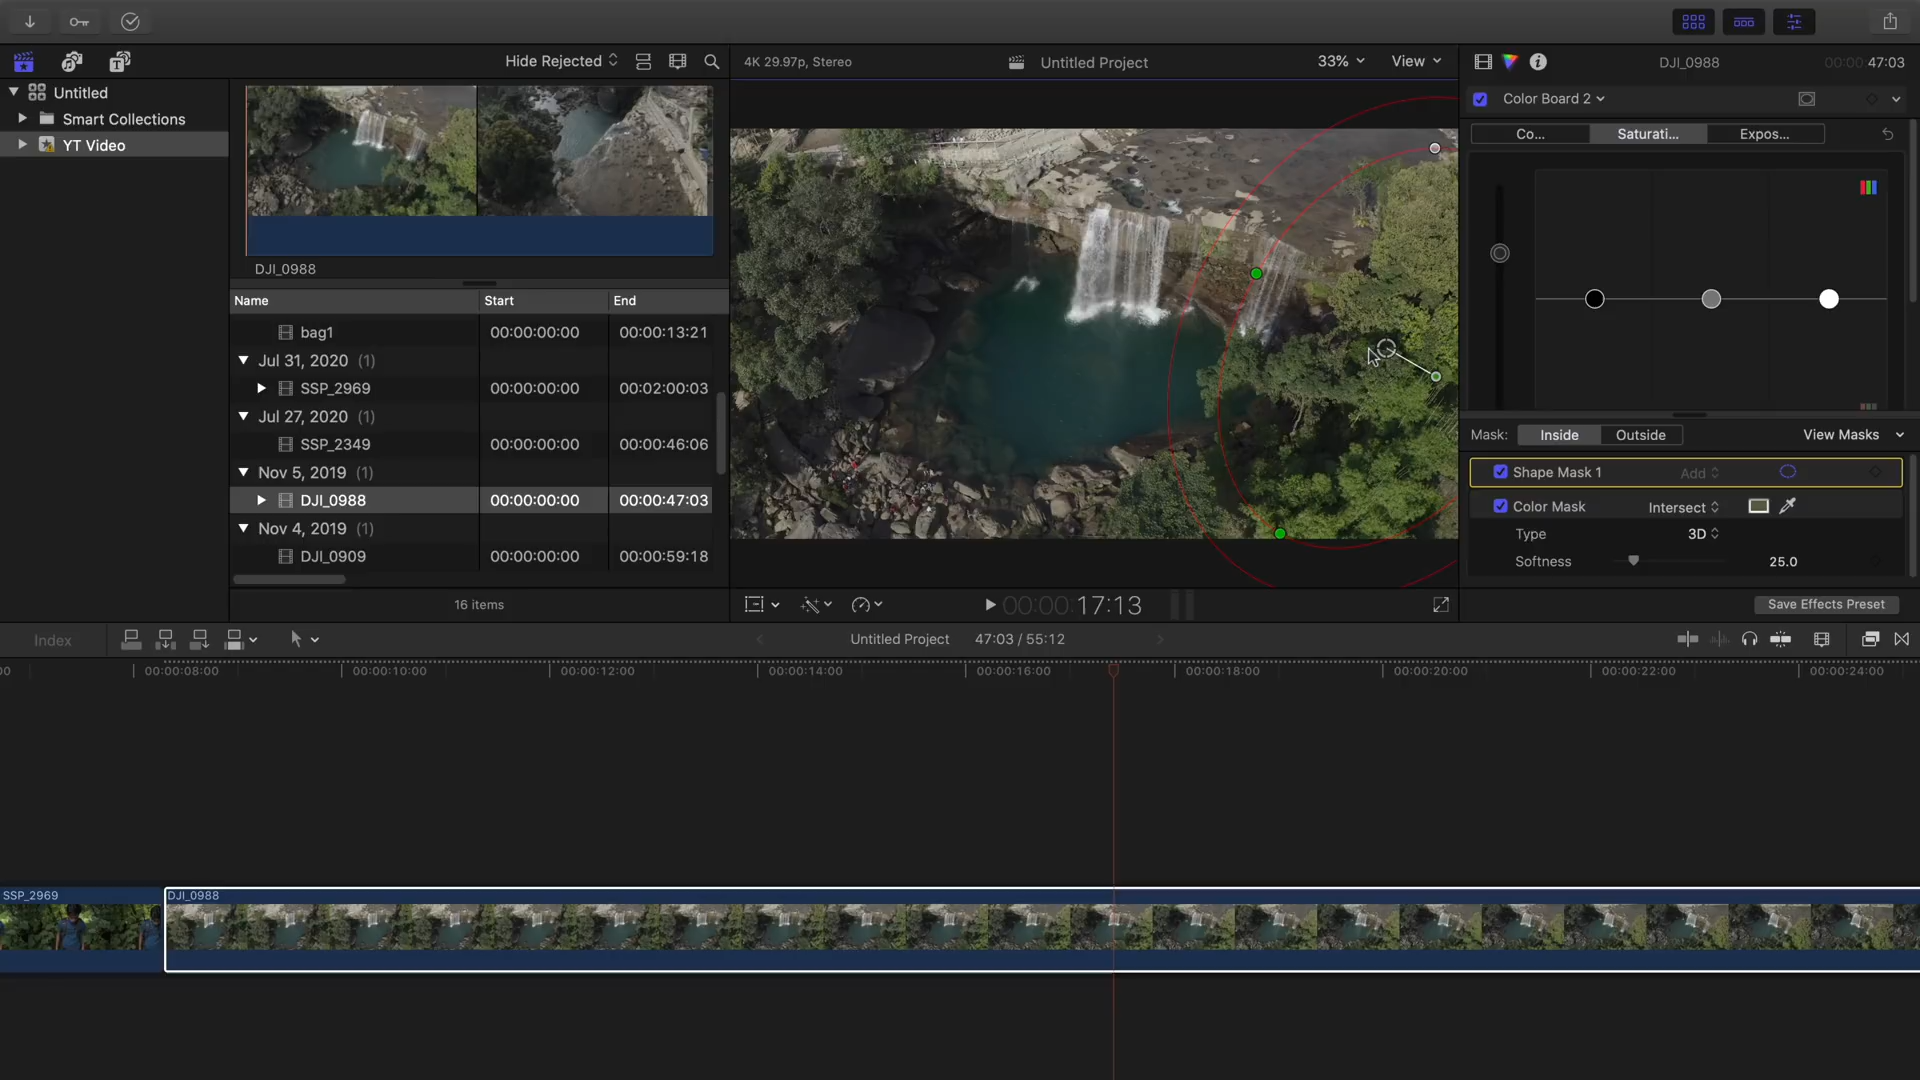 Hide Rejected
4K 29.97p, Stereo
Untitled Project
33%
View
DJI_0988
00:00:47:03
Untitled
Smart Collections
YT Video
DJI_0988
Color Board 2
Co...
Saturati...
Expos...
Name
Start
End
bag1
00:00:00:00
00:00:13:21
Jul 31, 2020 (1)
SSP_2969
00:00:00:00
00:02:00:03
Jul 27, 2020 (1)
SSP_2349
00:00:00:00
00:00:46:06
Nov 5, 2019 (1)
DJI_0988
00:00:00:00
00:00:47:03
Nov 4, 2019 (1)
DJI_0909
00:00:00:00
00:00:59:18
16 items
00:00:17:13
Mask:
Inside
Outside
View Masks
Shape Mask 1
Add
Color Mask
Intersect
Type
3D
Softness
25.0
Save Effects Preset
Index
Untitled Project
47:03 / 55:12
00:00:08:00
00:00:10:00
00:00:12:00
00:00:14:00
00:00:16:00
00:00:18:00
00:00:20:00
00:00:22:00
00:00:24:00
SSP_2969
DJI_0988